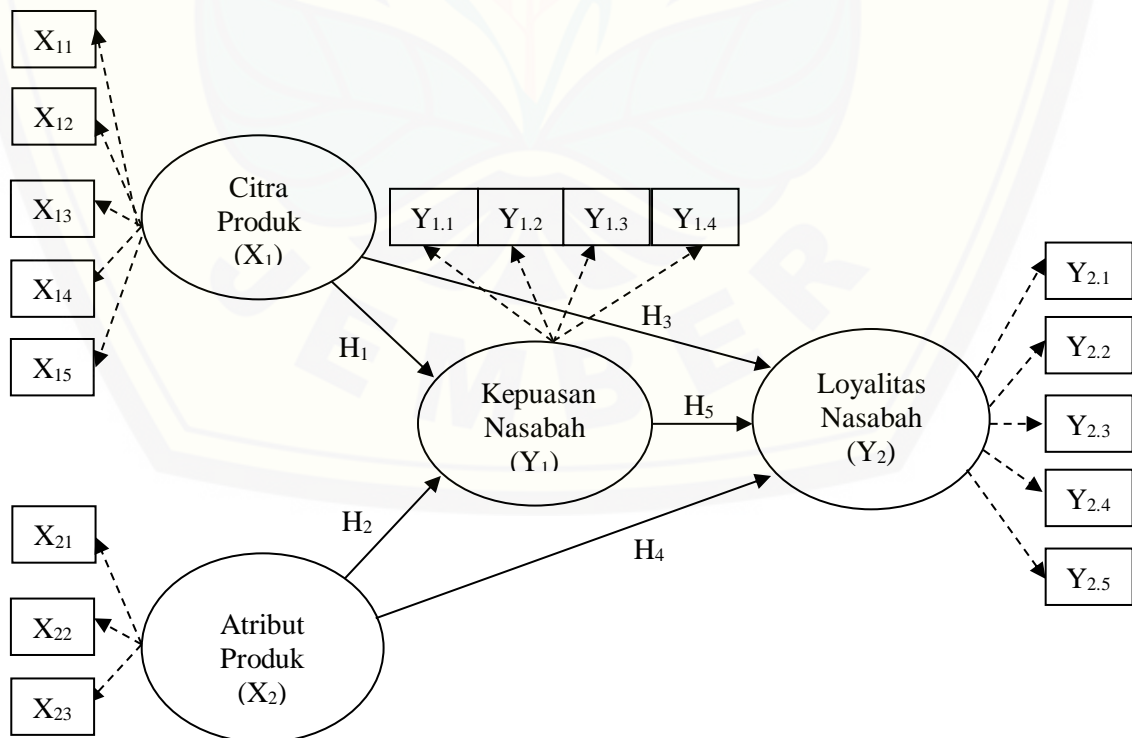 X₁₁
X₁₂
X₁₃
X₁₄
X₁₅
Citra
Produk
(X₁)
Y₁.₁ Y₁.₂ Y₁.₃ Y₁.₄
H₁
H₃
Kepuasan
Nasabah
(Y₁)
H₅
Loyalitas
Nasabah
(Y₂)
Y₂.₁
Y₂.₂
Y₂.₃
Y₂.₄
Y₂.₅
H₂
H₄
X₂₁
X₂₂
X₂₃
Atribut
Produk
(X₂)
EMBER